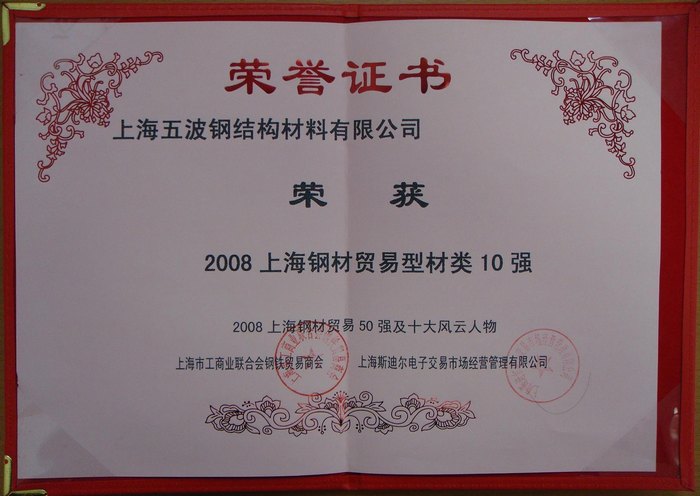 荣誉证书
上海五波钢结构材料有限公司
荣 获
2008 上海钢材贸易型材类 10 强
2008 上海钢材贸易 50 强及十大风云人物
上海市工商业联合会钢铁贸易商会 上海斯迪尔电子交易市场经营管理有限公司